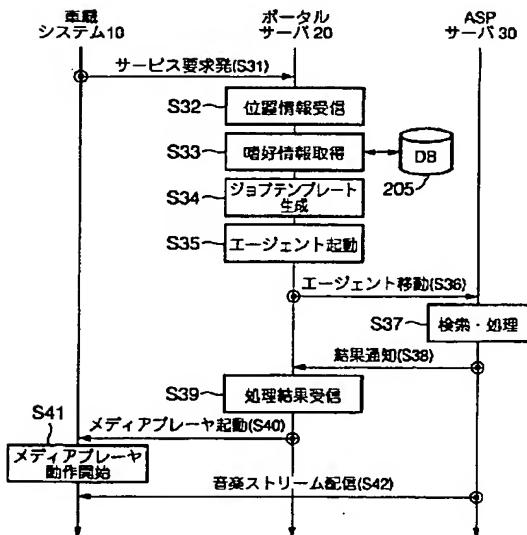 車載
システム10
ポータル
サーバ20
ASP
サーバ30
サービス要求発(S31)
S32
位置情報受信
S33
嗜好情報取得
DB
205
S34
ジョブテンプレート
生成
S35
エージェント起動
エージェント移動(S36)
S37
検索・処理
結果通知(S38)
S39
処理結果受信
S41
メディアプレーヤ起動(S40)
メディアプレーヤ
動作開始
音楽ストリーム配信(S42)